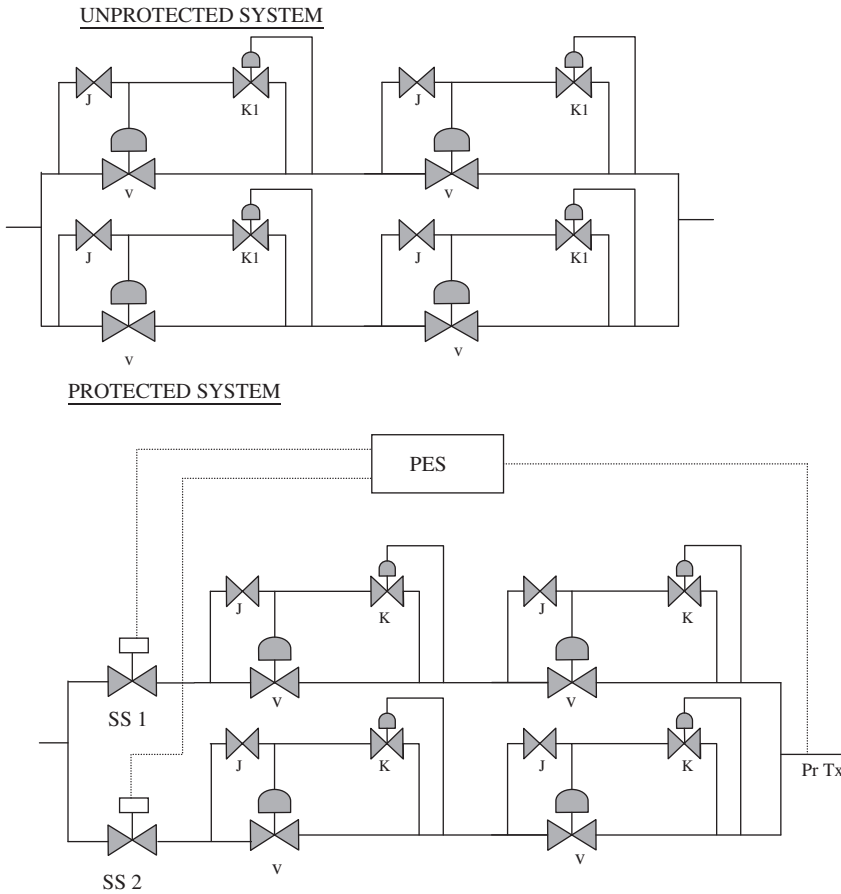 UNPROTECTED SYSTEM
J K1 J K1
v v
J K1 J K1
v v
PROTECTED SYSTEM
PES
J K J K
SS 1 v v
J K J K
Pr Tx
SS 2 v v